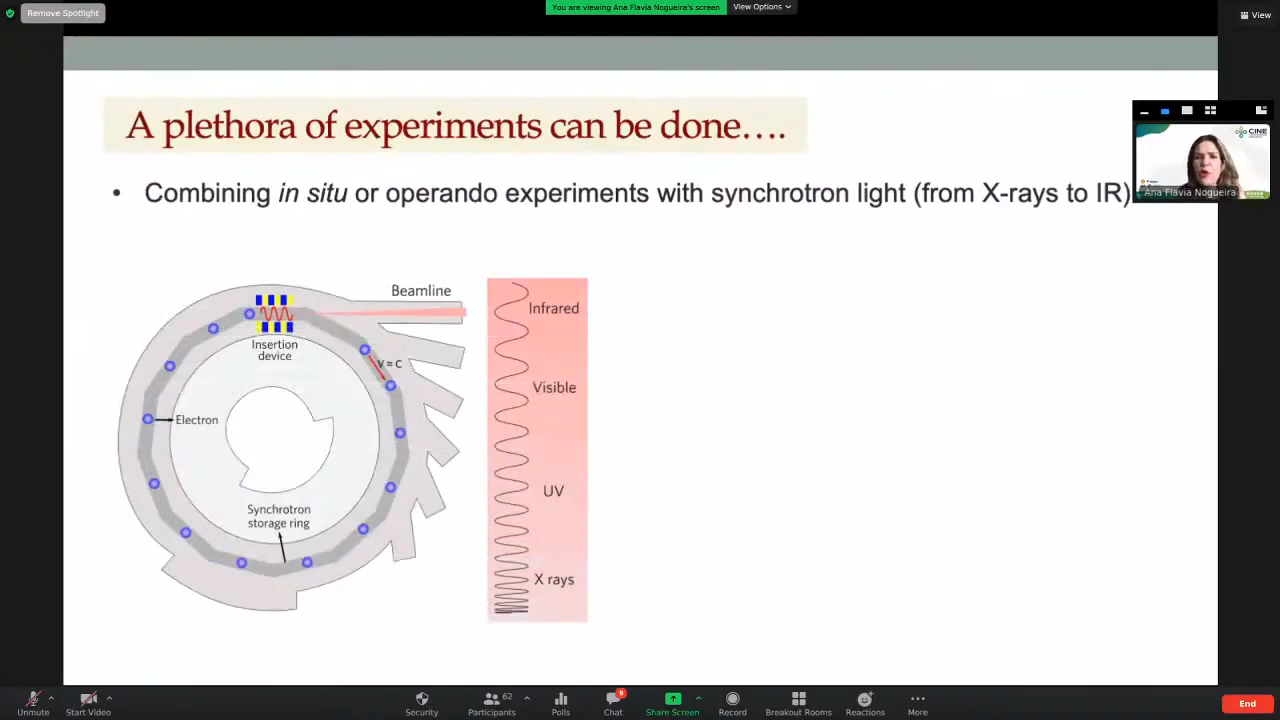 Remove Spotlight
You are viewing Ana Flavia Nogueira's screen
View Options
View
A plethora of experiments can be done....
CINE
Ana Flavia Nogueira
• Combining in situ or operando experiments with synchrotron light (from X-rays to IR)
Beamline
Infrared
Insertion
device
V ≈ C
Visible
Electron
UV
Synchrotron
storage ring
X rays
Unmute
Start Video
Security
62
Participants
Polls
9
Chat
Share Screen
Record
Breakout Rooms
Reactions
More
End